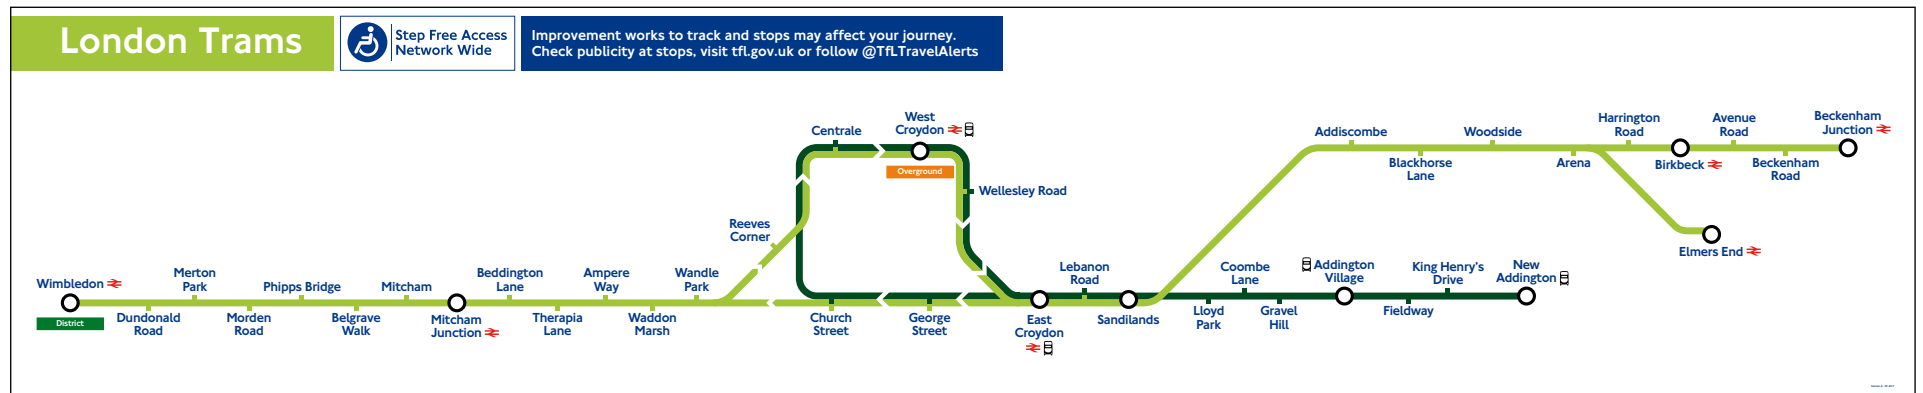 London Trams
Step Free Access
Network Wide
Improvement works to track and stops may affect your journey.
Check publicity at stops, visit tfl.gov.uk or follow @TfLTravelAlerts
Wimbledon
District
Dundonald
Road
Merton
Park
Morden
Road
Phipps Bridge
Belgrave
Walk
Mitcham
Mitcham
Junction
Beddington
Lane
Therapia
Lane
Ampere
Way
Waddon
Marsh
Wandle
Park
Reeves
Corner
Centrale
West
Croydon
Overground
Wellesley Road
Church
Street
George
Street
East
Croydon
Lebanon
Road
Sandilands
Lloyd
Park
Coombe
Lane
Gravel
Hill
Addington
Village
Fieldway
King Henry's
Drive
New
Addington
Addiscombe
Blackhorse
Lane
Woodside
Arena
Harrington
Road
Birkbeck
Avenue
Road
Beckenham
Road
Beckenham
Junction
Elmers End